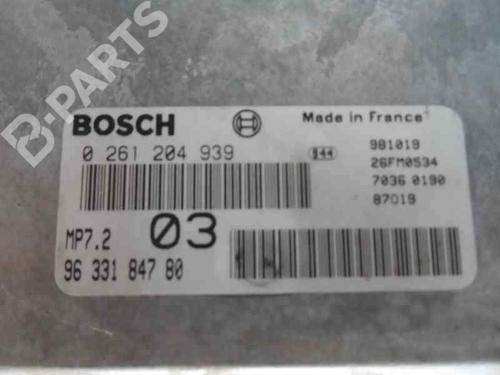 B-PARTS
BOSCH
Made in France
0 261 204 939
944
981019
26FM0534
7036 0190
87019
MP7.2
03
96 331 847 80